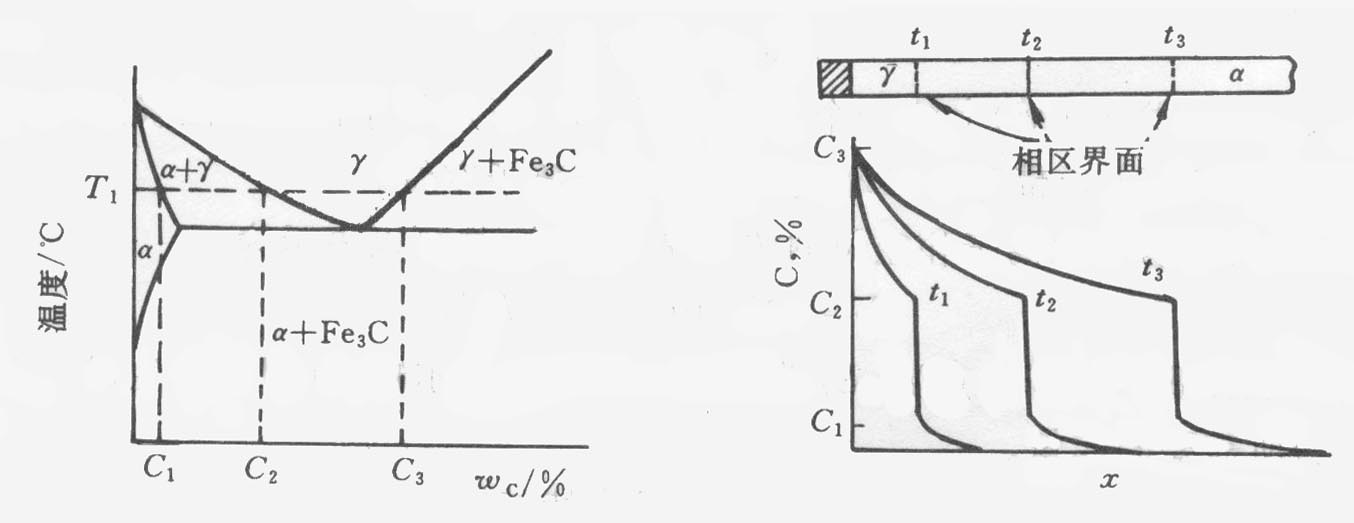 α+γ
γ
γ+Fe₃C
T₁
α
α+Fe₃C
温度/℃
C₁
C₂
C₃
w_C/%
t₁
t₂
t₃
γ
α
相区界面
C₃
C,%
t₃
C₂
t₁
t₂
C₁
x